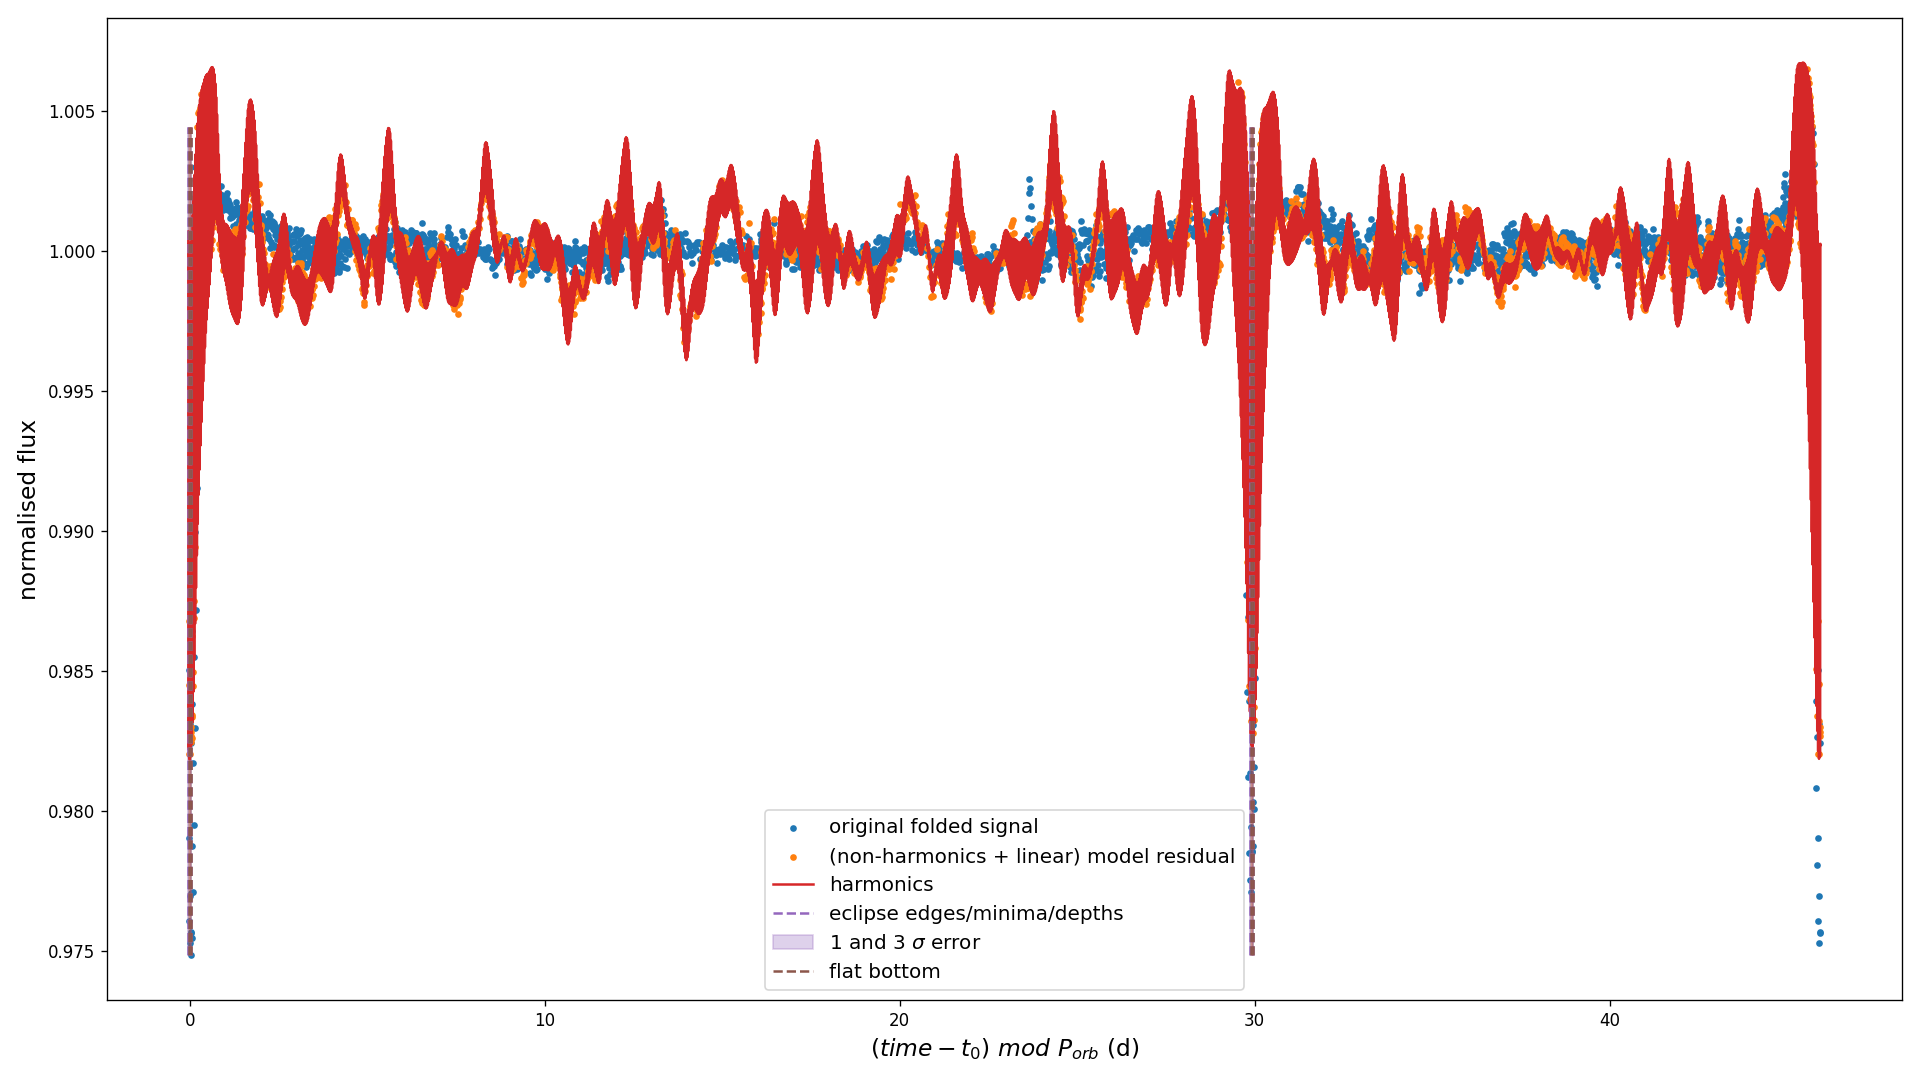 normalised flux
1.005
1.000
0.995
0.990
0.985
0.980
0.975
original folded signal
(non-harmonics + linear) model residual
harmonics
eclipse edges/minima/depths
1 and 3 σ error
flat bottom
0 10 20 30 40
(time − t₀) mod Pₒᵣb (d)